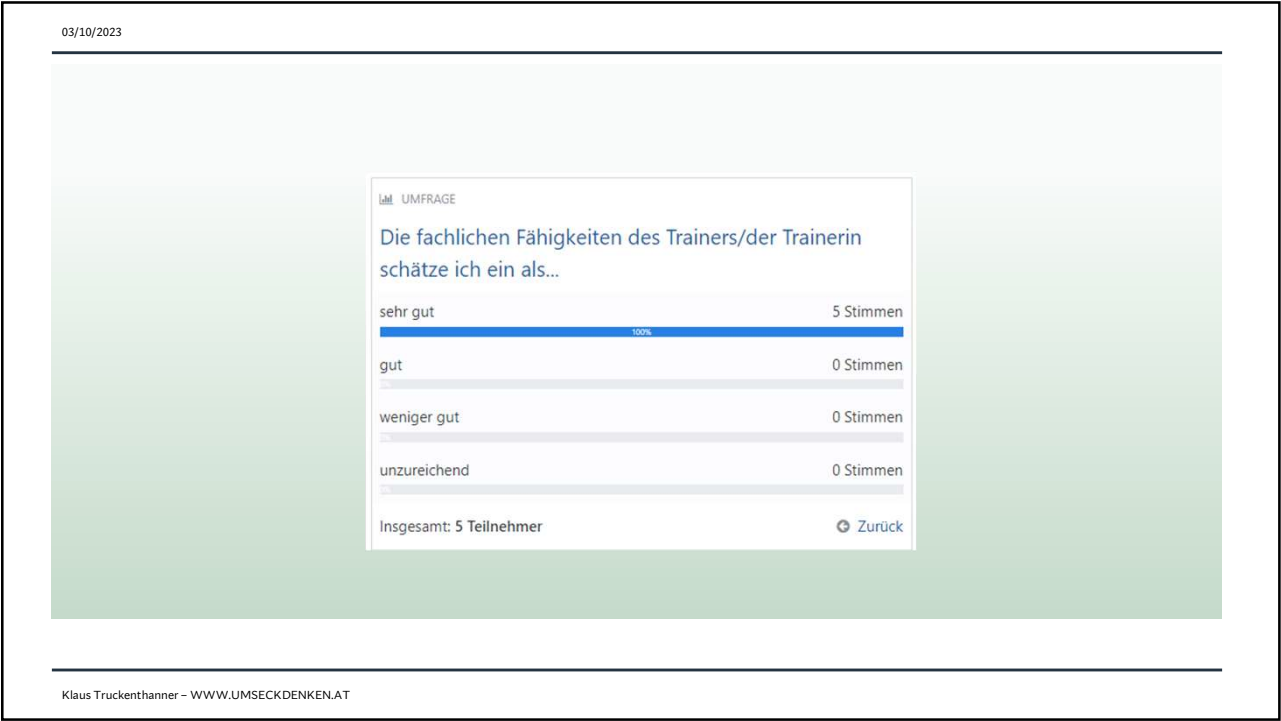 03/10/2023
UMFRAGE
Die fachlichen Fähigkeiten des Trainers/der Trainerin
schätze ich ein als...
sehr gut 5 Stimmen
100%
gut 0 Stimmen
weniger gut 0 Stimmen
unzureichend 0 Stimmen
Insgesamt: 5 Teilnehmer Zurück
Klaus Truckenthanner – WWW.UMSECKDENKEN.AT